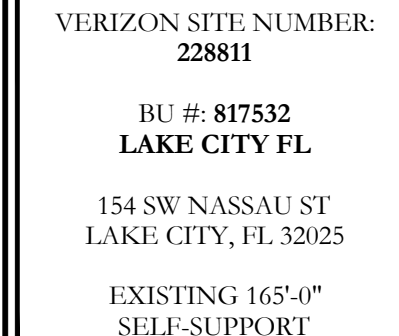 VERIZON SITE NUMBER:
228811
BU #: 817532
LAKE CITY FL
154 SW NASSAU ST
LAKE CITY, FL 32025
EXISTING 165'-0"
SELF-SUPPORT